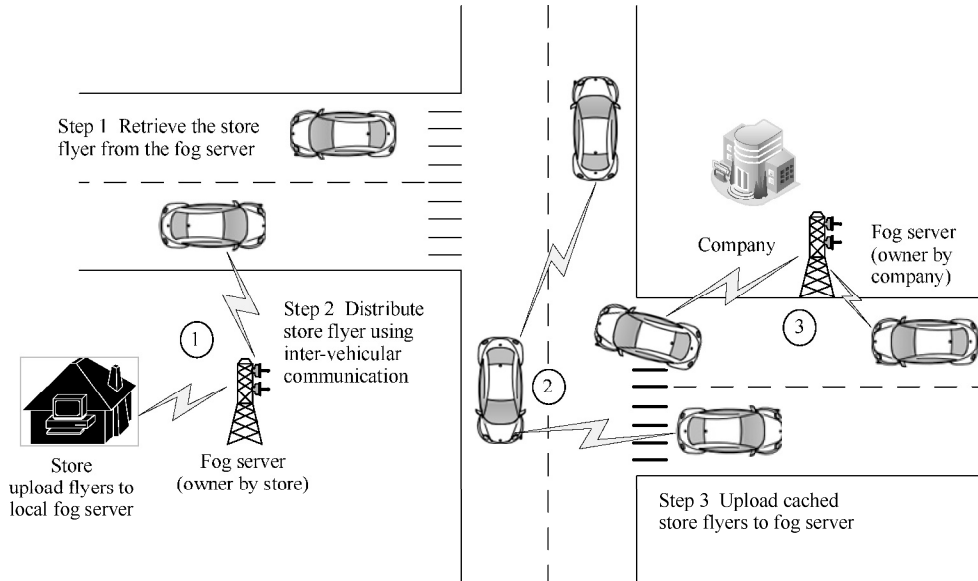 Step 1 Retrieve the store
flyer from the fog server
Company
Fog server
(owner by
company)
1
Step 2 Distribute
store flyer using
inter-vehicular
communication
3
2
Store
upload flyers to
local fog server
Fog server
(owner by store)
Step 3 Upload cached
store flyers to fog server